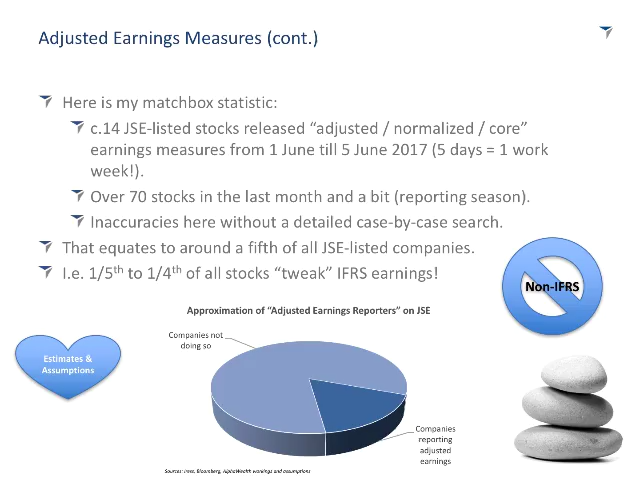 Adjusted Earnings Measures (cont.)
Here is my matchbox statistic:
c.14 JSE-listed stocks released “adjusted / normalized / core”
earnings measures from 1 June till 5 June 2017 (5 days = 1 work
week!).
Over 70 stocks in the last month and a bit (reporting season).
Inaccuracies here without a detailed case-by-case search.
That equates to around a fifth of all JSE-listed companies.
I.e. 1/5th to 1/4th of all stocks “tweak” IFRS earnings!
Non-IFRS
Approximation of “Adjusted Earnings Reporters” on JSE
Companies not
doing so
Estimates &
Assumptions
Companies
reporting
adjusted
earnings
Sources: Inet, Bloomberg, AlphaWealth workings and assumptions